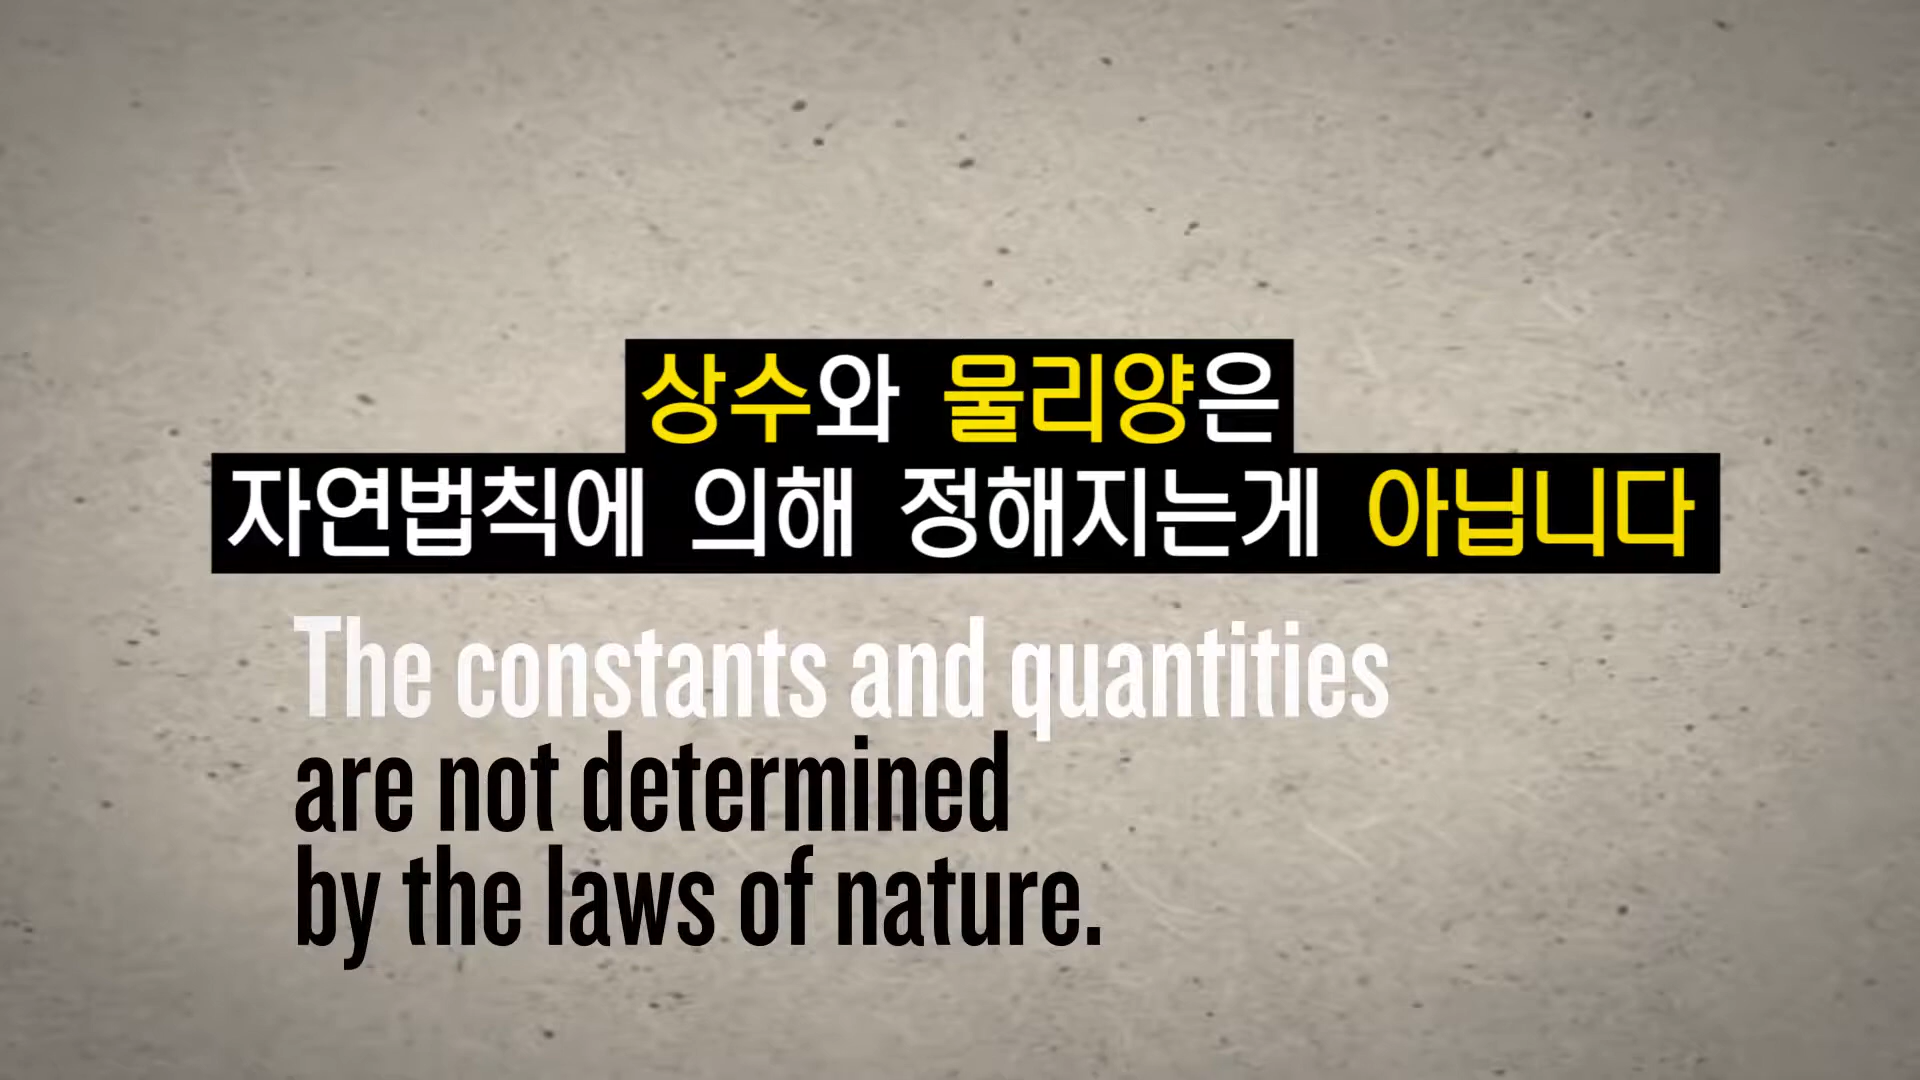 상수와 물리양은
자연법칙에 의해 정해지는게 아닙니다
The constants and quantities
are not determined
by the laws of nature.